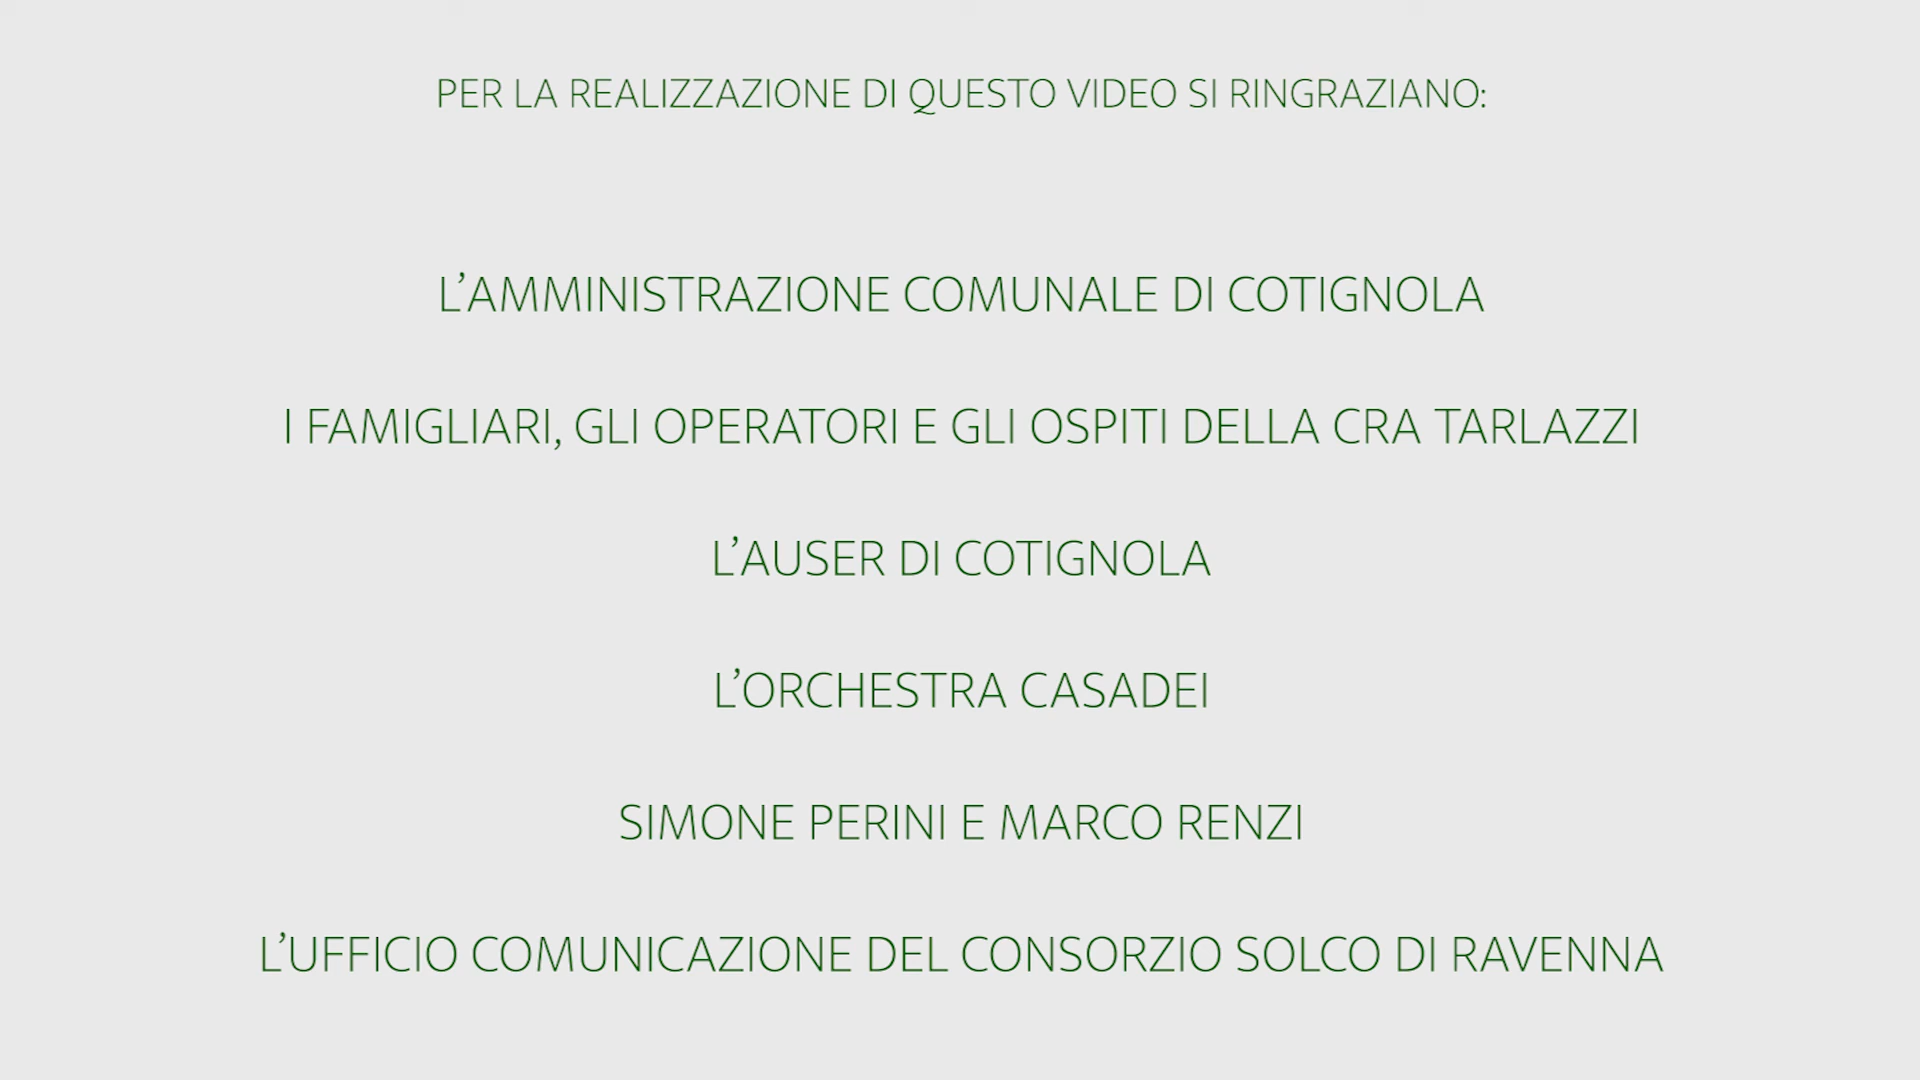 PER LA REALIZZAZIONE DI QUESTO VIDEO SI RINGRAZIANO:
L’AMMINISTRAZIONE COMUNALE DI COTIGNOLA
I FAMIGLIARI, GLI OPERATORI E GLI OSPITI DELLA CRA TARLAZZI
L’AUSER DI COTIGNOLA
L’ORCHESTRA CASADEI
SIMONE PERINI E MARCO RENZI
L’UFFICIO COMUNICAZIONE DEL CONSORZIO SOLCO DI RAVENNA